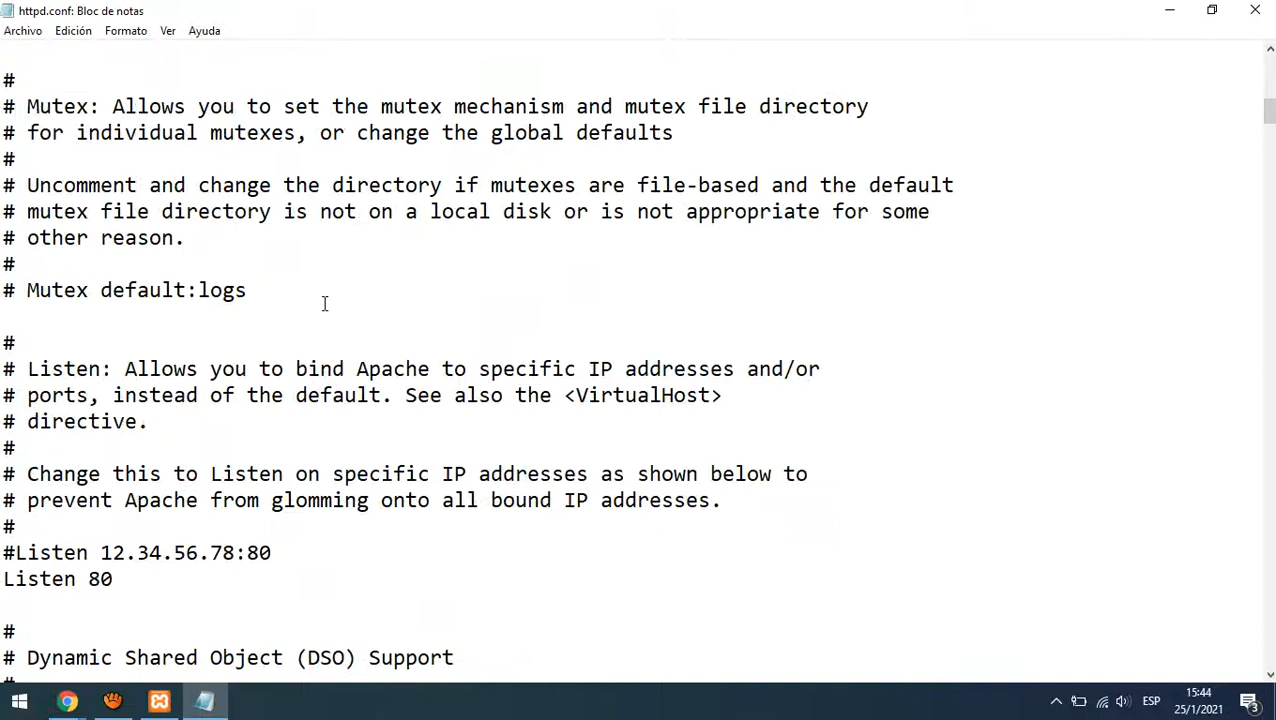 httpd.conf: Bloc de notas
Archivo Edición Formato Ver Ayuda
#
# Mutex: Allows you to set the mutex mechanism and mutex file directory
# for individual mutexes, or change the global defaults
#
# Uncomment and change the directory if mutexes are file-based and the default
# mutex file directory is not on a local disk or is not appropriate for some
# other reason.
#
# Mutex default:logs
#
# Listen: Allows you to bind Apache to specific IP addresses and/or
# ports, instead of the default. See also the <VirtualHost>
# directive.
#
# Change this to Listen on specific IP addresses as shown below to
# prevent Apache from glomming onto all bound IP addresses.
#
#Listen 12.34.56.78:80
Listen 80
#
# Dynamic Shared Object (DSO) Support
#
ESP
15:44
25/1/2021
3